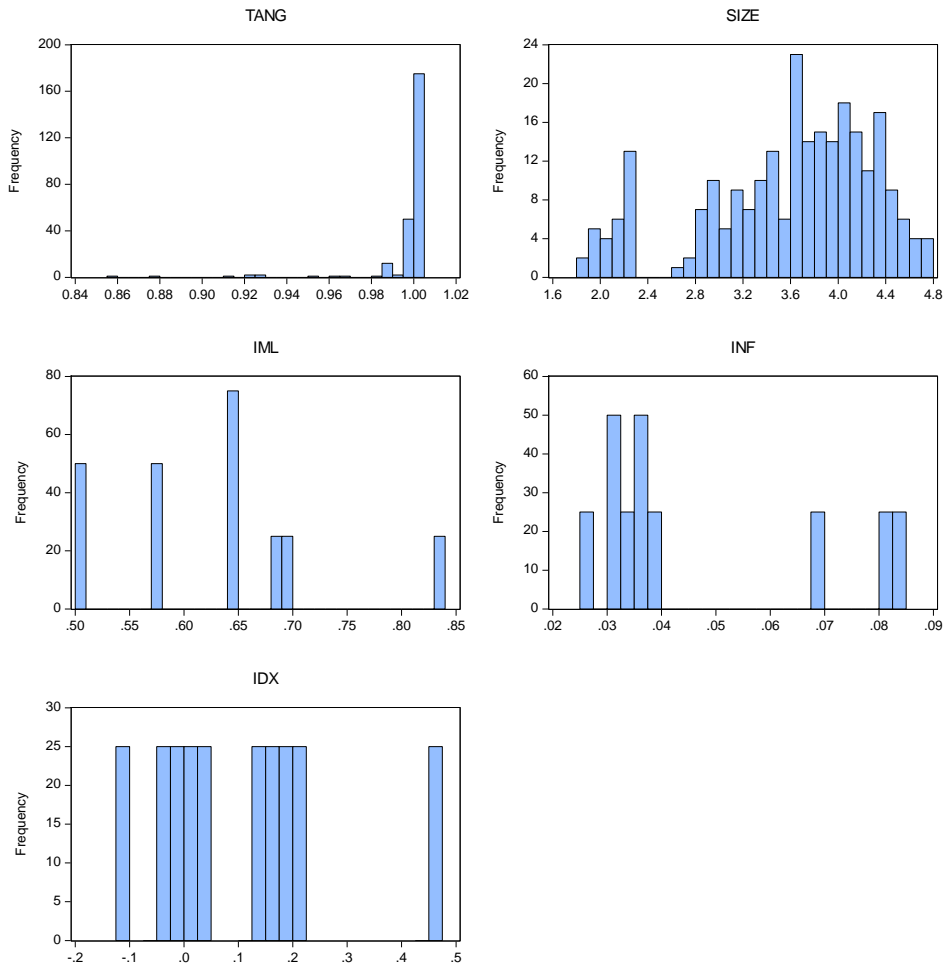 TANG
Frequency
200
160
120
80
40
0
0.84 0.86 0.88 0.90 0.92 0.94 0.96 0.98 1.00 1.02
SIZE
Frequency
24
20
16
12
8
4
0
1.6 2.0 2.4 2.8 3.2 3.6 4.0 4.4 4.8
IML
Frequency
80
60
40
20
0
.50 .55 .60 .65 .70 .75 .80 .85
INF
Frequency
60
50
40
30
20
10
0
.02 .03 .04 .05 .06 .07 .08 .09
IDX
Frequency
30
25
20
15
10
5
0
-.2 -.1 .0 .1 .2 .3 .4 .5